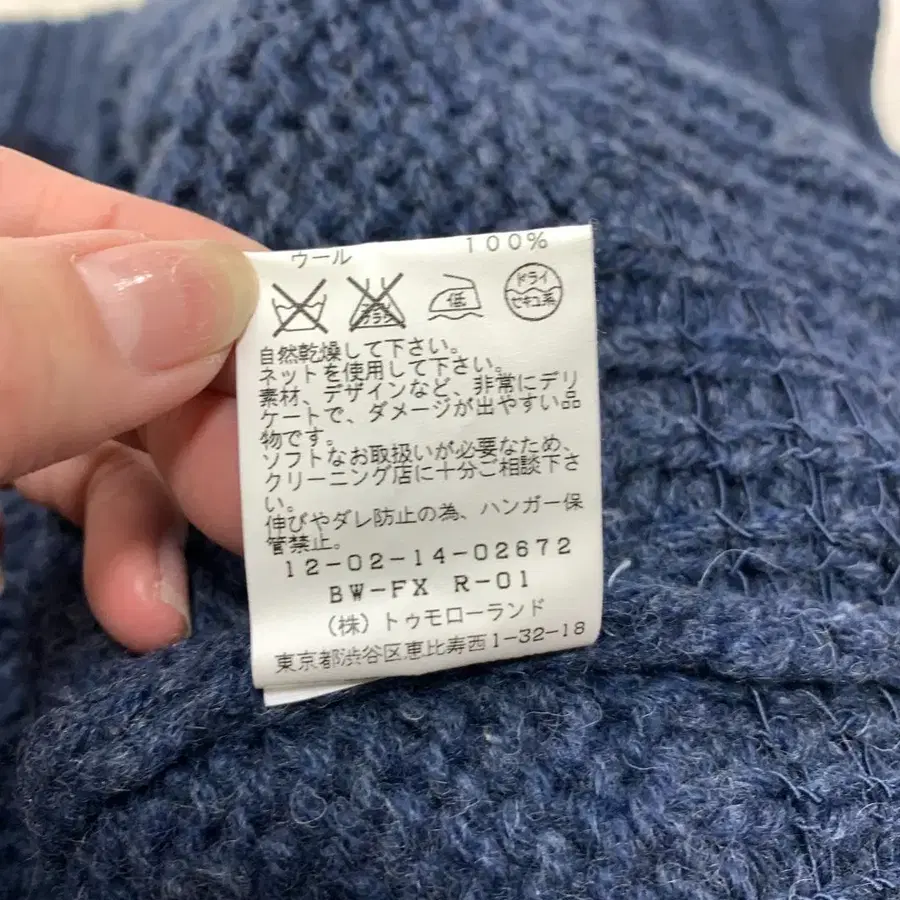 ウール 100%
エンソ サラシ 低 ドライ セキユ系
自然乾燥して下さい。
ネットを使用して下さい。
素材、デザインなど、非常にデリ
ケートで、ダメージが出やすい品
物です。
ソフトなお取扱いが必要なため、
クリーニング店に十分ご相談下さ
い。
伸びやダレ防止の為、ハンガー保
管禁止。
12-02-14-02672
BW-FX R-01
(株)トゥモローランド
東京都渋谷区恵比寿西1-32-18